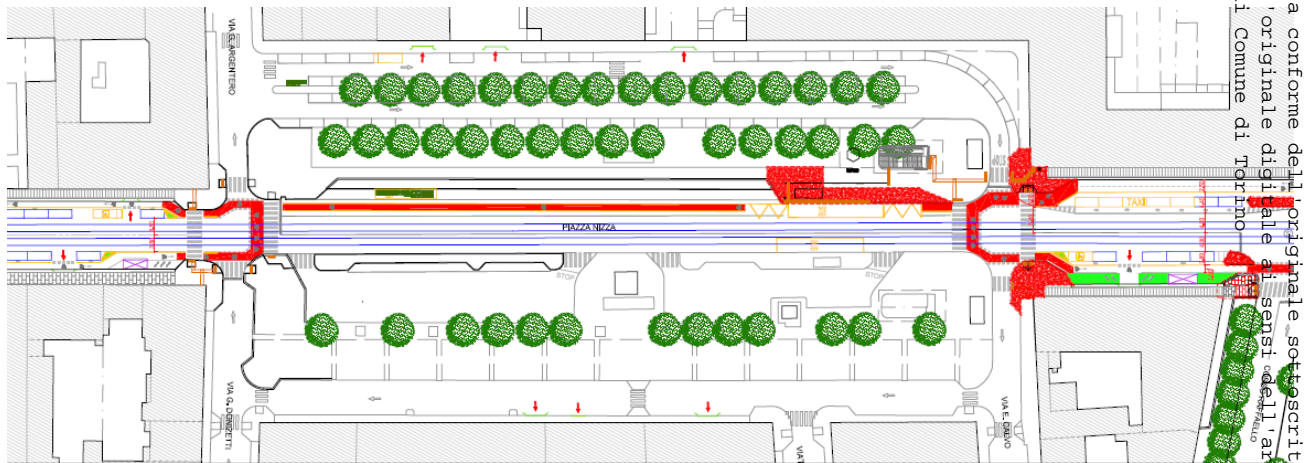 VIA G. ARGENTERO
STOP
TAXI
PIAZZA NIZZA
STOP
VIA G. DONIZETTI
VIA E. CALVO
VIA T
a conforme dell'originale sottoscrit
'originale digitale ai sensi dell'ar
i Comune di Torino